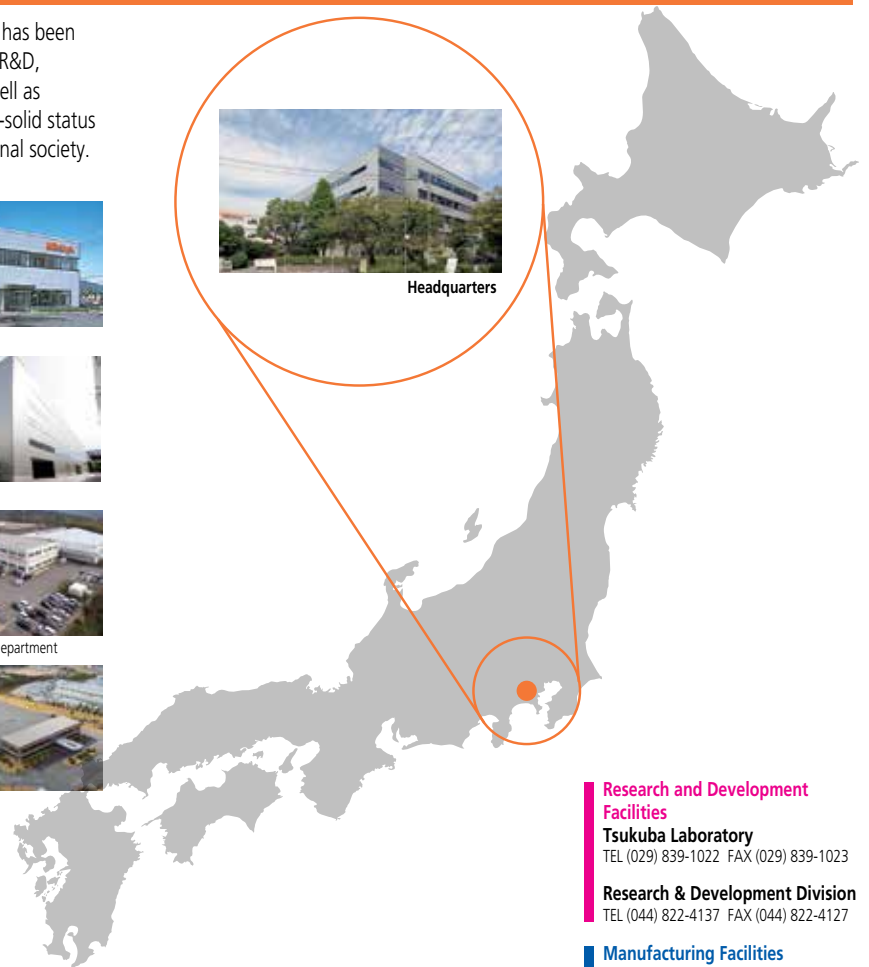 has been
R&D,
ell as
-solid status
nal society.
Headquarters
epartment
Research and Development
Facilities
Tsukuba Laboratory
TEL (029) 839-1022 FAX (029) 839-1023
Research & Development Division
TEL (044) 822-4137 FAX (044) 822-4127
Manufacturing Facilities